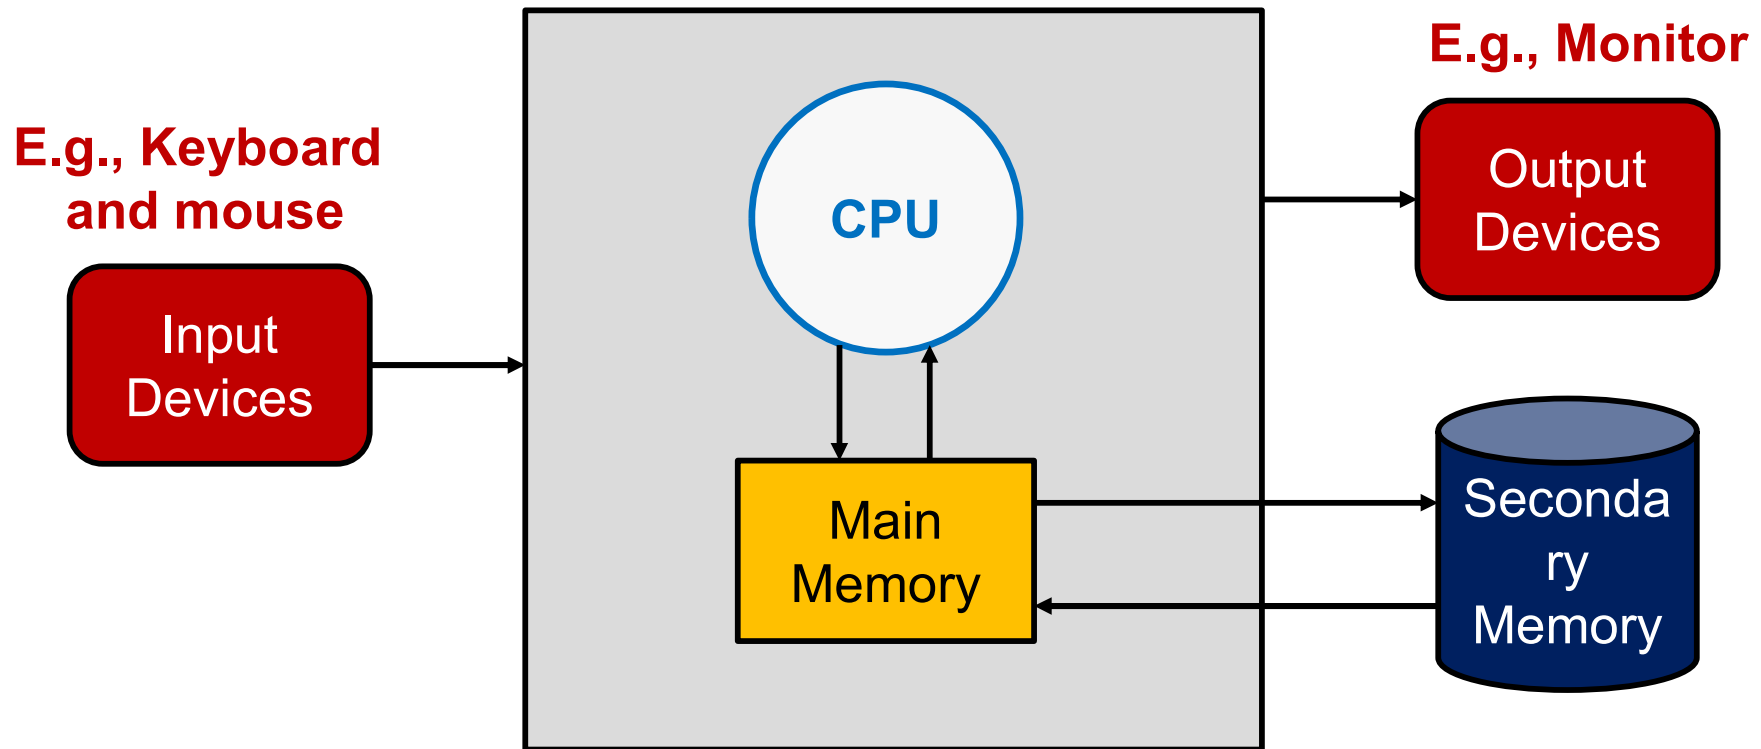 E.g., Keyboard
and mouse
Input
Devices
CPU
Main
Memory
E.g., Monitor
Output
Devices
Seconda
ry
Memory